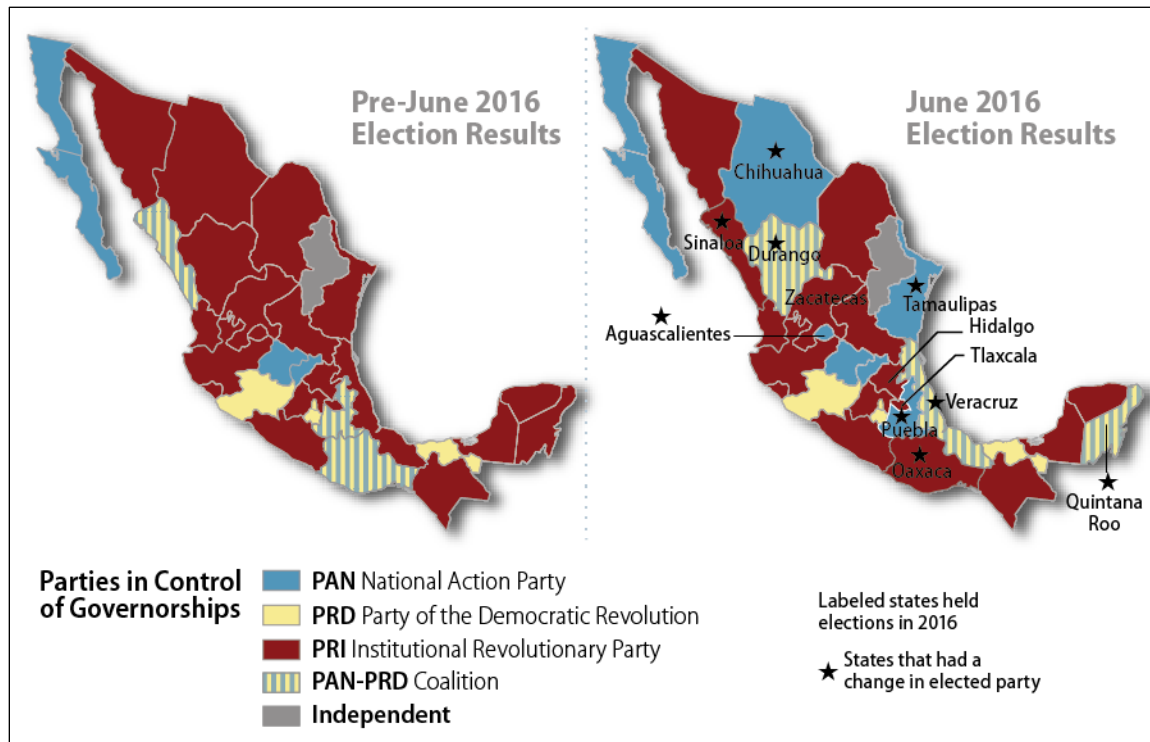 Pre-June 2016
Election Results
June 2016
Election Results
Chihuahua
Sinaloa
Durango
Zacatecas
Tamaulipas
Aguascalientes
Hidalgo
Tlaxcala
Veracruz
Puebla
Oaxaca
Quintana
Roo
Parties in Control
of Governorships
PAN National Action Party
PRD Party of the Democratic Revolution
PRI Institutional Revolutionary Party
PAN-PRD Coalition
Independent
Labeled states held
elections in 2016
States that had a
change in elected party